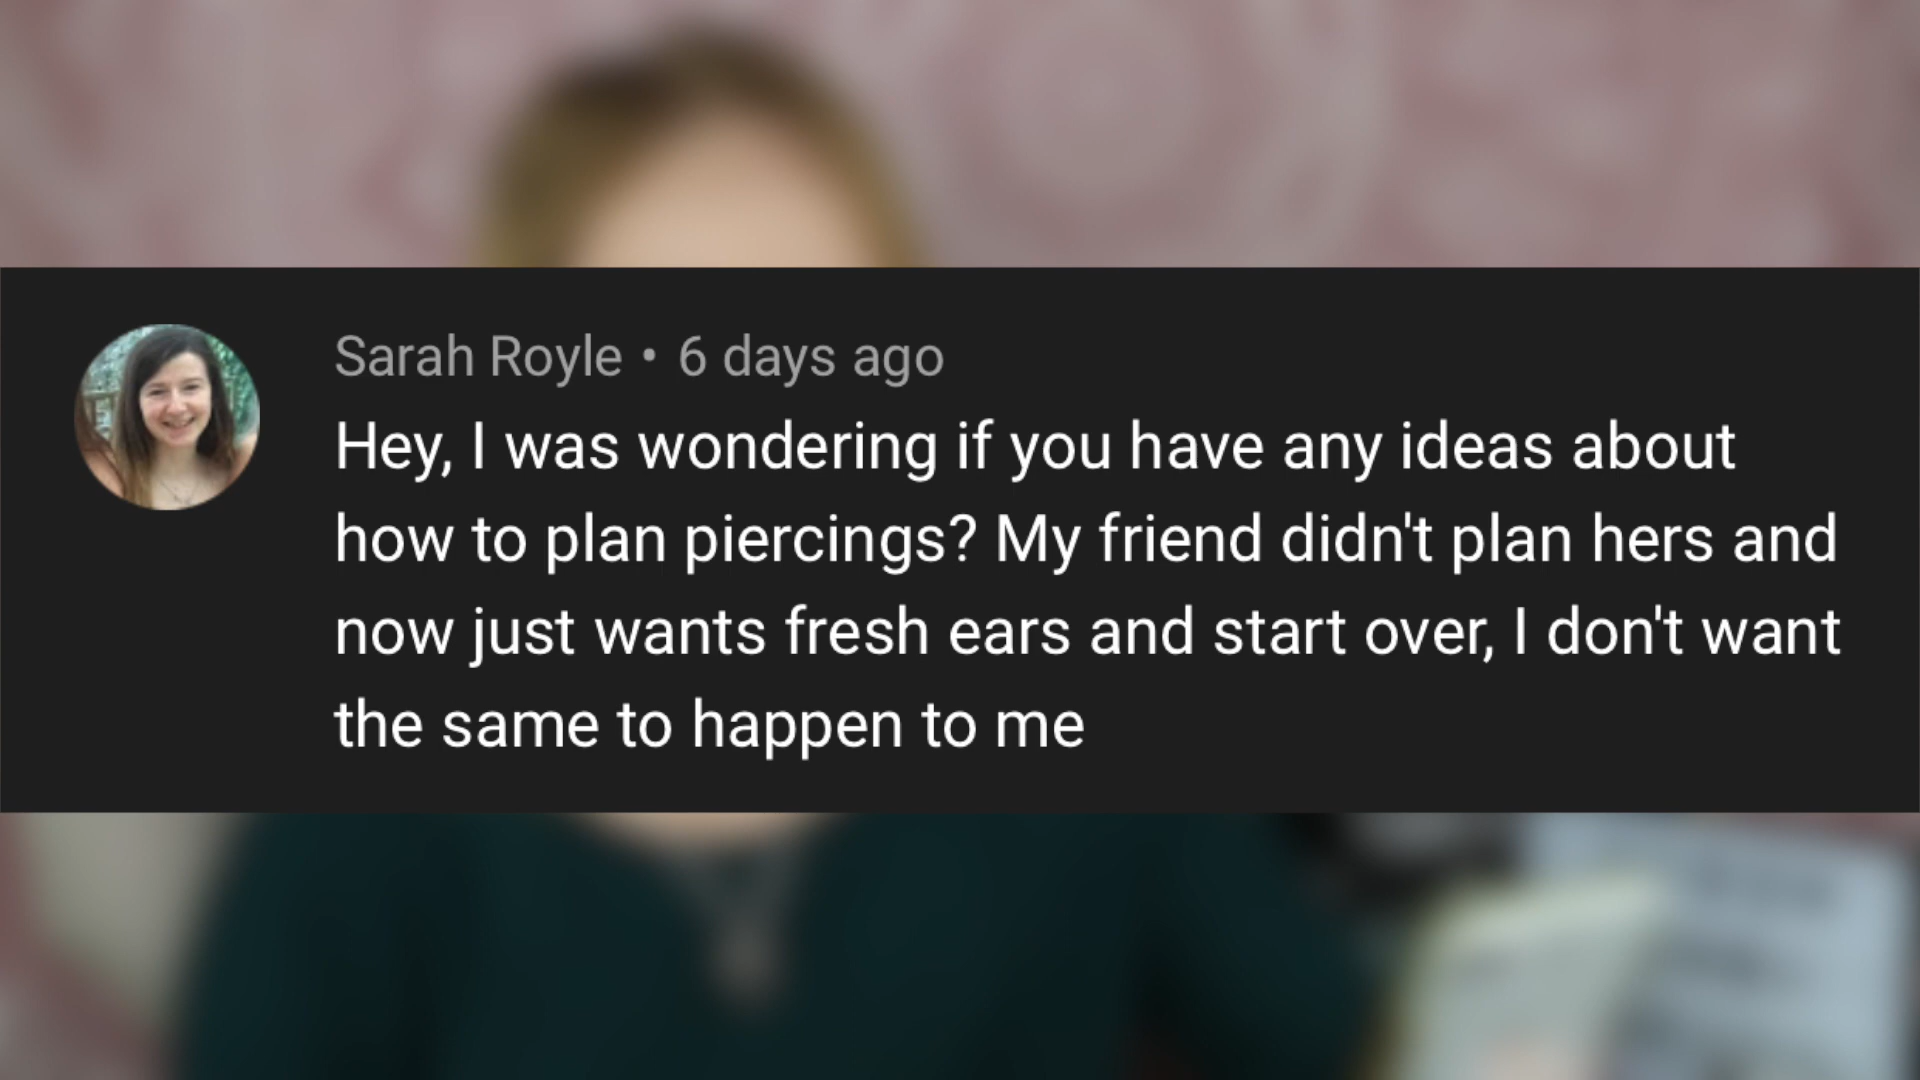 Sarah Royle • 6 days ago
Hey, I was wondering if you have any ideas about
how to plan piercings? My friend didn't plan hers and
now just wants fresh ears and start over, I don't want
the same to happen to me